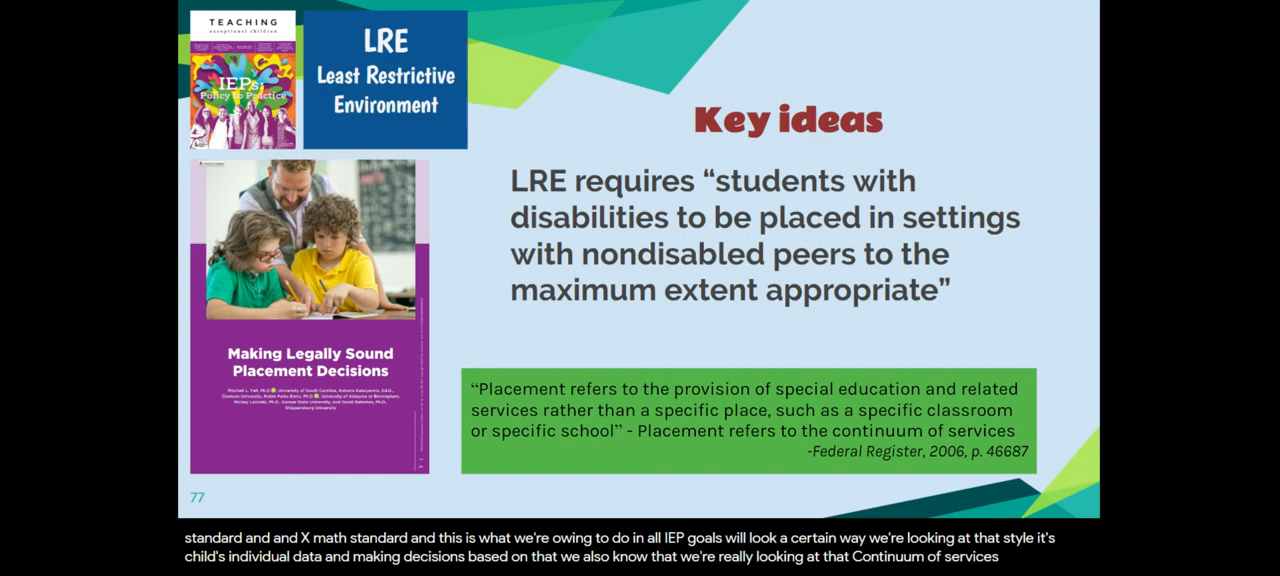 TEACHING
exceptional children
IEPs:
Policy to Practice
LRE
Least Restrictive
Environment
Key ideas
LRE requires “students with
disabilities to be placed in settings
with nondisabled peers to the
maximum extent appropriate”
Making Legally Sound
Placement Decisions
“Placement refers to the provision of special education and related
services rather than a specific place, such as a specific classroom
or specific school” - Placement refers to the continuum of services
-Federal Register, 2006, p. 46687
77
standard and and X math standard and this is what we're owing to do in all IEP goals will look a certain way we're looking at that style it's
child's individual data and making decisions based on that we also know that we're really looking at that Continuum of services